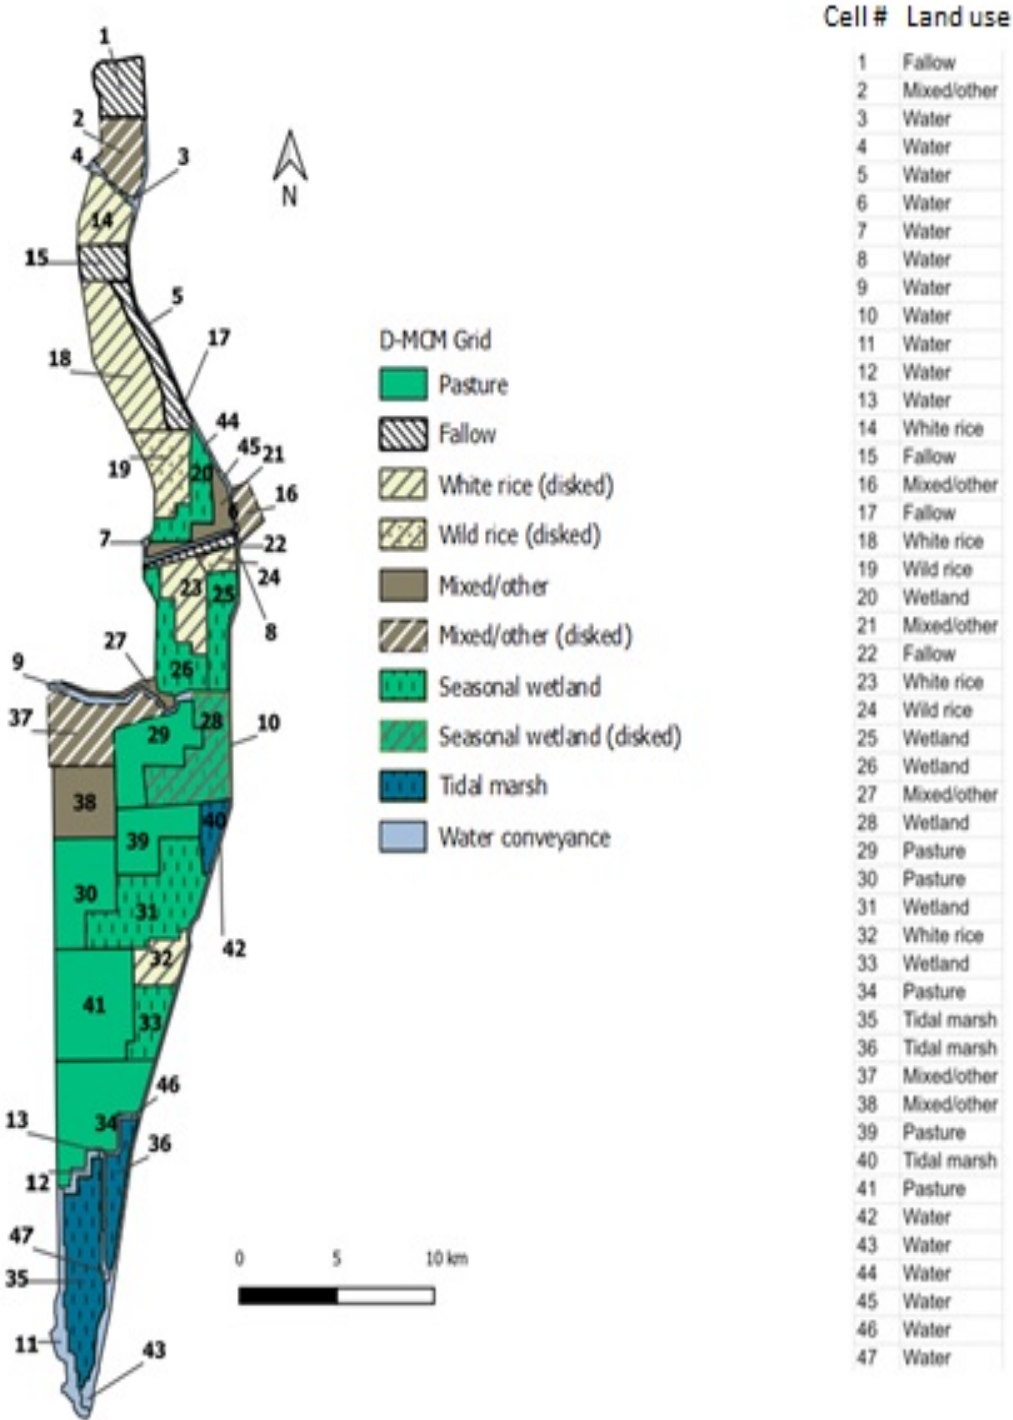 Cell # Land use
1 Fallow
2 Mixed/other
3 Water
4 Water
5 Water
6 Water
7 Water
8 Water
9 Water
10 Water
11 Water
12 Water
13 Water
14 White rice
15 Fallow
16 Mixed/other
17 Fallow
18 White rice
19 Wild rice
20 Wetland
21 Mixed/other
22 Fallow
23 White rice
24 Wild rice
25 Wetland
26 Wetland
27 Mixed/other
28 Wetland
29 Pasture
30 Pasture
31 Wetland
32 White rice
33 Wetland
34 Pasture
35 Tidal marsh
36 Tidal marsh
37 Mixed/other
38 Mixed/other
39 Pasture
40 Tidal marsh
41 Pasture
42 Water
43 Water
44 Water
45 Water
46 Water
47 Water
N
D-MCM Grid
Pasture
Fallow
White rice (disked)
Wild rice (disked)
Mixed/other
Mixed/other (disked)
Seasonal wetland
Seasonal wetland (disked)
Tidal marsh
Water conveyance
0 5 10 km
1
2
4
3
14
15
5
17
18
44
45
21
19
20
16
6
7
22
24
23
25
8
27
26
9
37
29
28
10
38
39
40
30
31
42
32
41
33
46
13
34
36
12
47
35
11
43